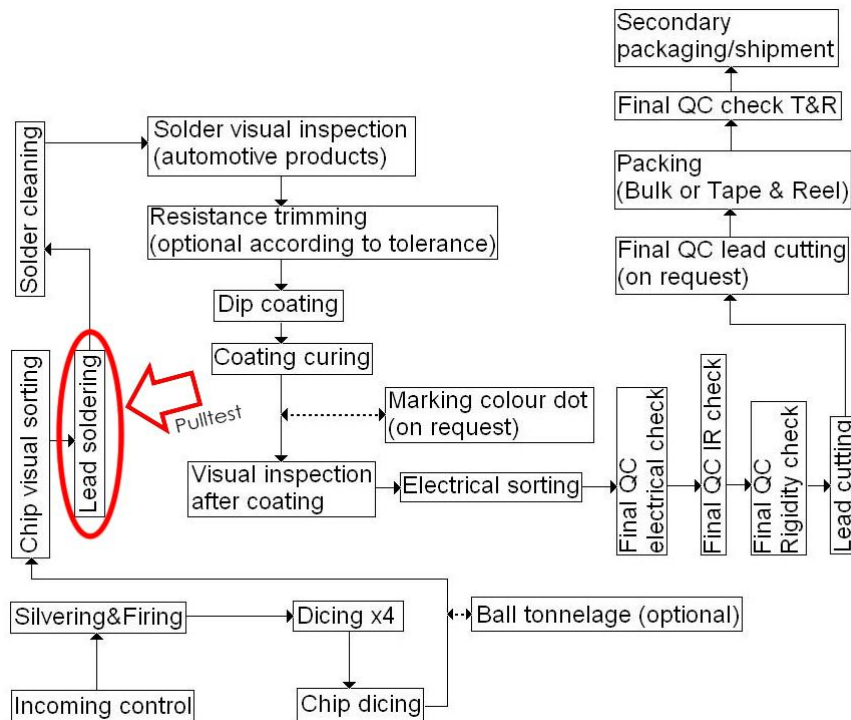 Secondary
packaging/shipment
Final QC check T&R
Packing
(Bulk or Tape & Reel)
Final QC lead cutting
(on request)
Solder cleaning
Solder visual inspection
(automotive products)
Resistance trimming
(optional according to tolerance)
Dip coating
Coating curing
Chip visual sorting
Lead soldering
Pulltest
Marking colour dot
(on request)
Visual inspection
after coating
Electrical sorting
Final QC
electrical check
Final QC IR check
Final QC
Rigidity check
Lead cutting
Silvering&Firing
Dicing x4
Ball tonnelage (optional)
Incoming control
Chip dicing